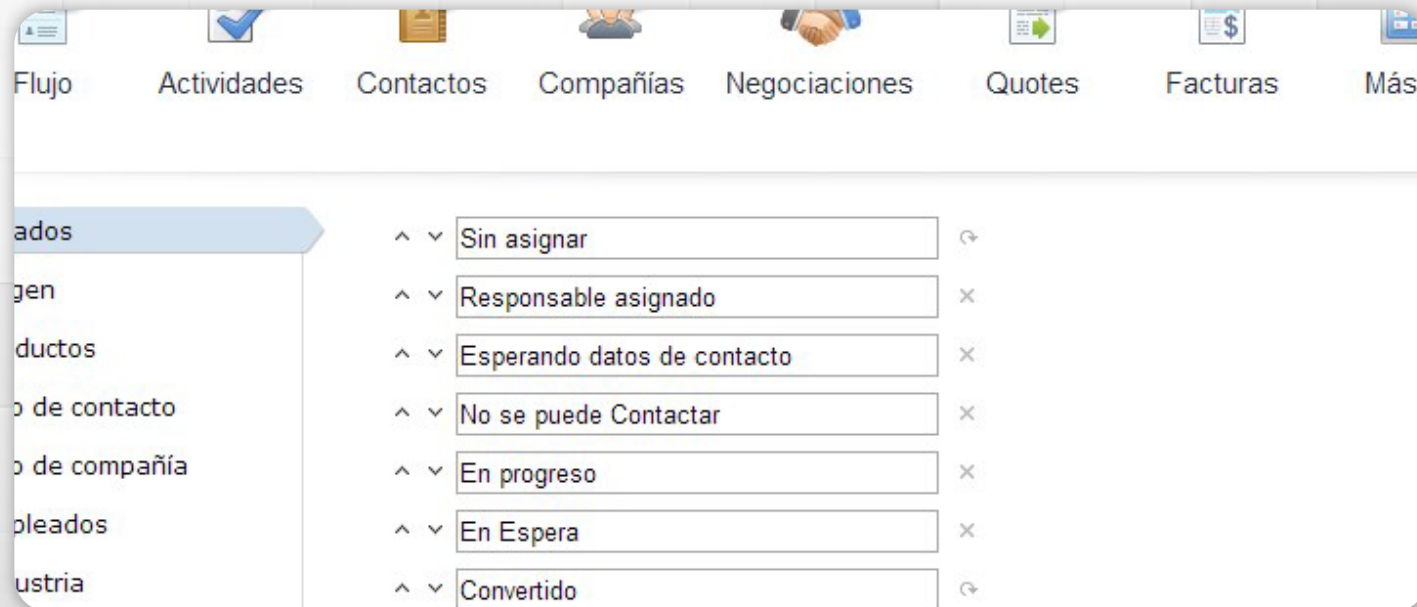 Flujo Actividades Contactos Compañías Negociaciones Quotes Facturas Más
ados
Sin asignar
gen
Responsable asignado
ductos
Esperando datos de contacto
o de contacto
No se puede Contactar
o de compañía
En progreso
pleados
En Espera
ustria
Convertido